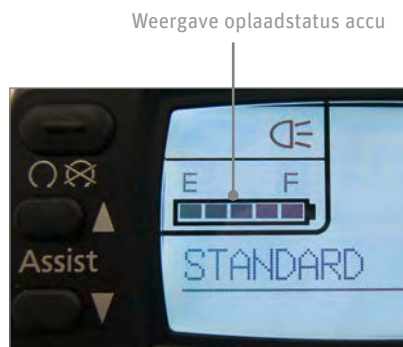 Weergave oplaadstatus accu
E F
Assist
STANDARD